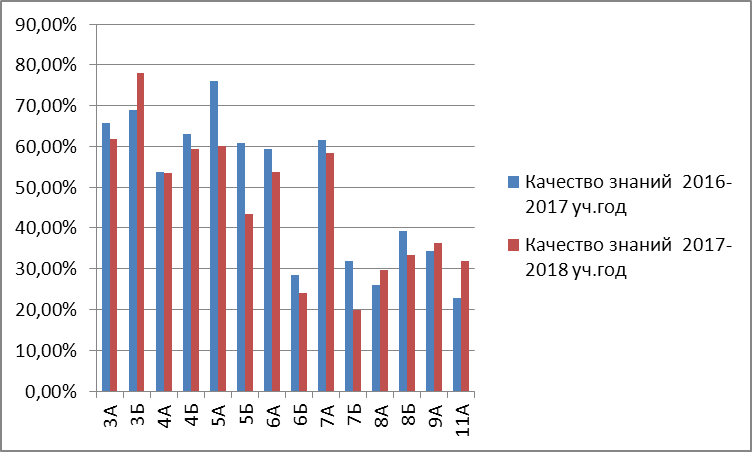 90,00%
80,00%
70,00%
60,00%
50,00%
40,00%
30,00%
20,00%
10,00%
0,00%
3А
3Б
4А
4Б
5А
5Б
6А
6Б
7А
7Б
8А
8Б
9А
11А
Качество знаний 2016-
2017 уч.год
Качество знаний 2017-
2018 уч.год